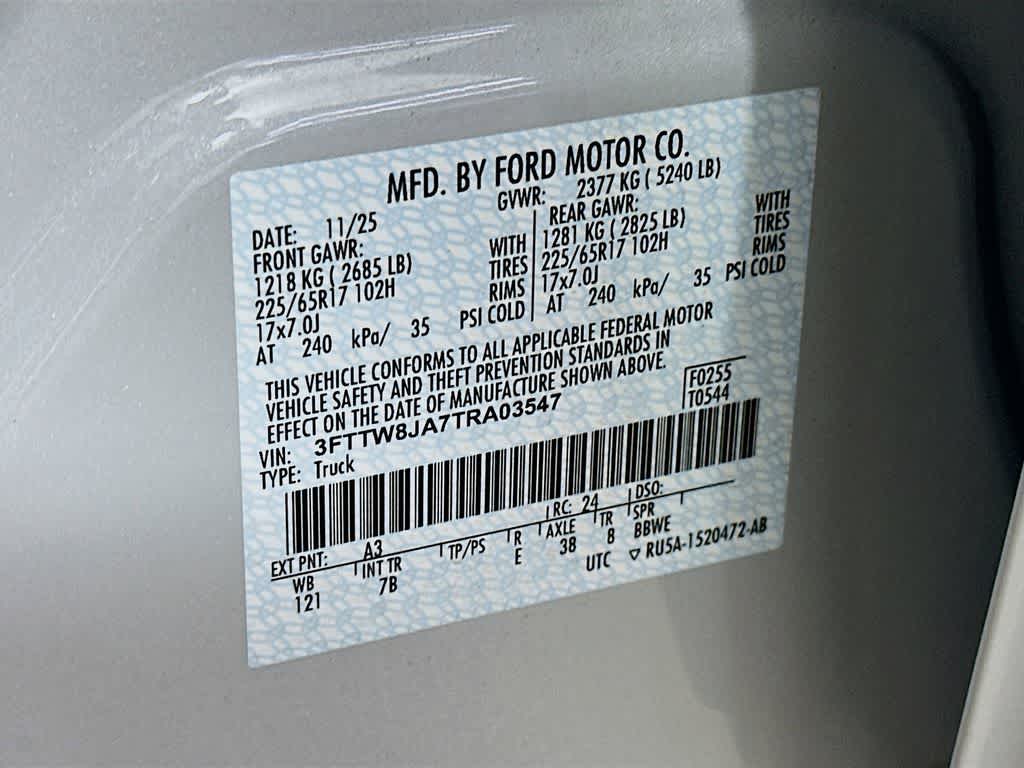 MFD. BY FORD MOTOR CO.
DATE: 11/25 GVWR: 2377 KG ( 5240 LB)
FRONT GAWR: REAR GAWR:
1218 KG ( 2685 LB) WITH 1281 KG ( 2825 LB) WITH
225/65R17 102H TIRES 225/65R17 102H TIRES
17x7.0J RIMS 17x7.0J RIMS
AT 240 kPa/ 35 PSI COLD AT 240 kPa/ 35 PSI COLD
THIS VEHICLE CONFORMS TO ALL APPLICABLE FEDERAL MOTOR
VEHICLE SAFETY AND THEFT PREVENTION STANDARDS IN
EFFECT ON THE DATE OF MANUFACTURE SHOWN ABOVE.
VIN: 3FTTW8JA7TRA03547 F0255
TYPE: Truck T0544
EXT PNT: A3 RC: 24 DSO:
WB INT TR TP/PS R AXLE TR SPR
121 7B E 38 8 BBWE
UTC ▽ RU5A-1520472-AB